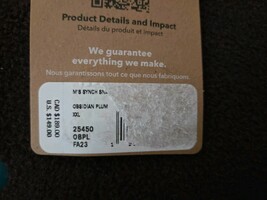 Product Details and Impact
Détails du produit et impact
We guarantee
everything we make.
Nous garantissons tout ce que nous fabriquons.
M'S SYNCH
OBSIDIAN PLUM
XXL
25450
OBPL
FA23
CAD $189.00
U.S. $149.00